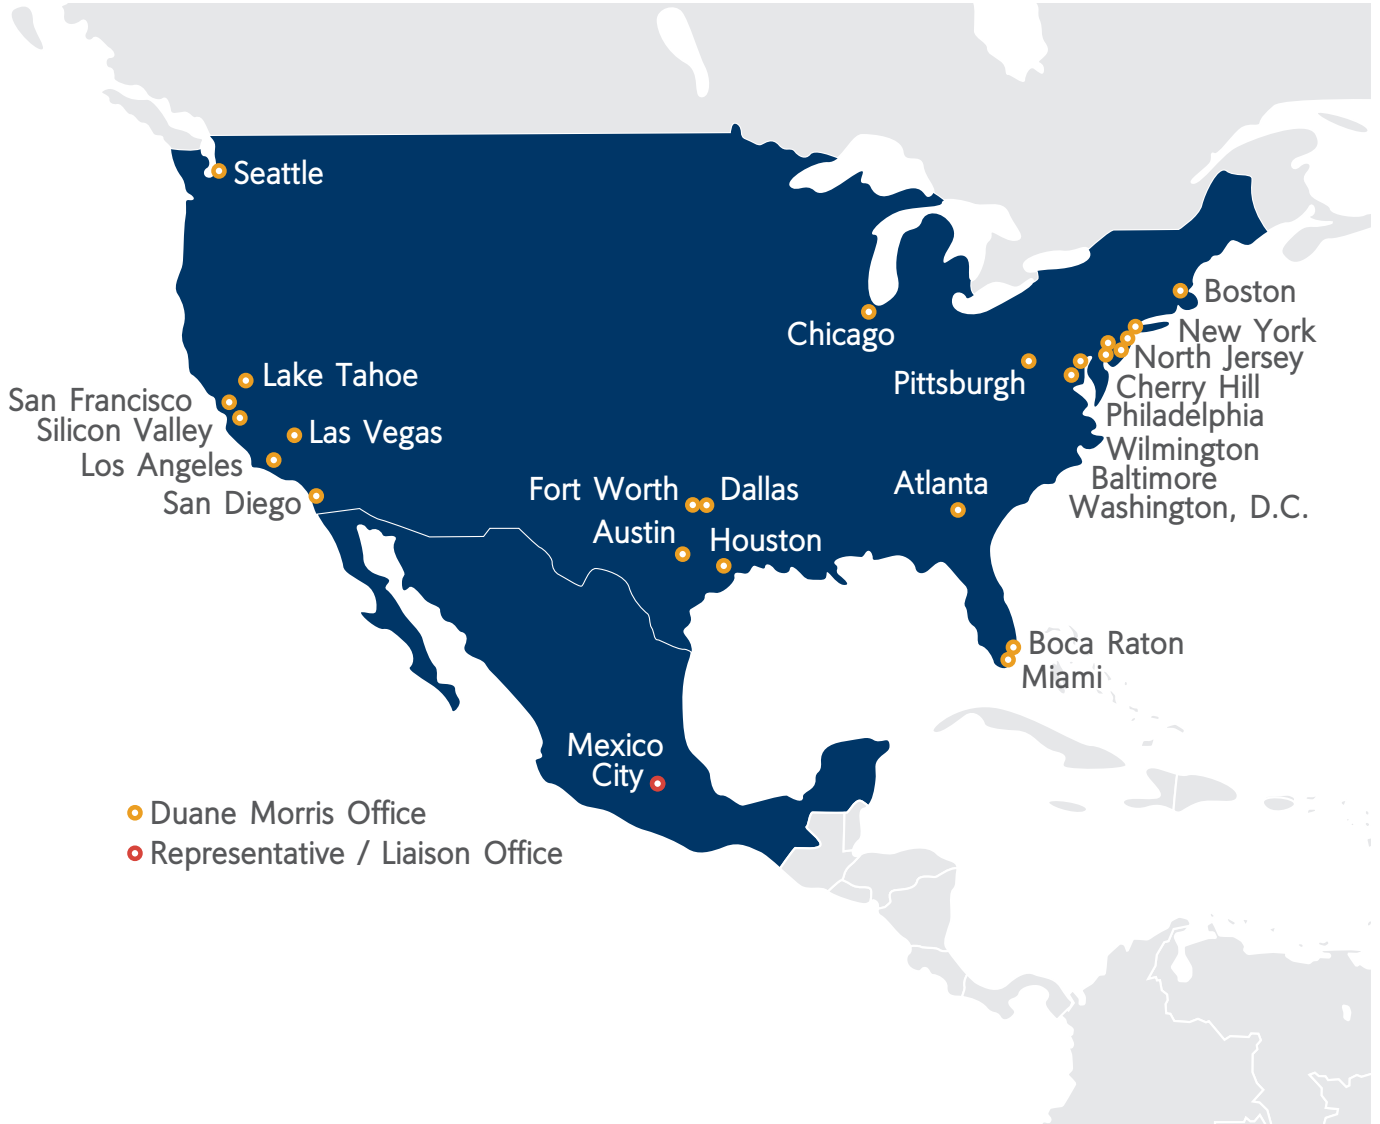 Seattle
Boston
Chicago
New York
North Jersey
Pittsburgh
Lake Tahoe
Cherry Hill
San Francisco
Philadelphia
Silicon Valley
Las Vegas
Wilmington
Los Angeles
Baltimore
San Diego
Fort Worth
Dallas
Atlanta
Washington, D.C.
Austin
Houston
Boca Raton
Miami
Mexico
City
Duane Morris Office
Representative / Liaison Office